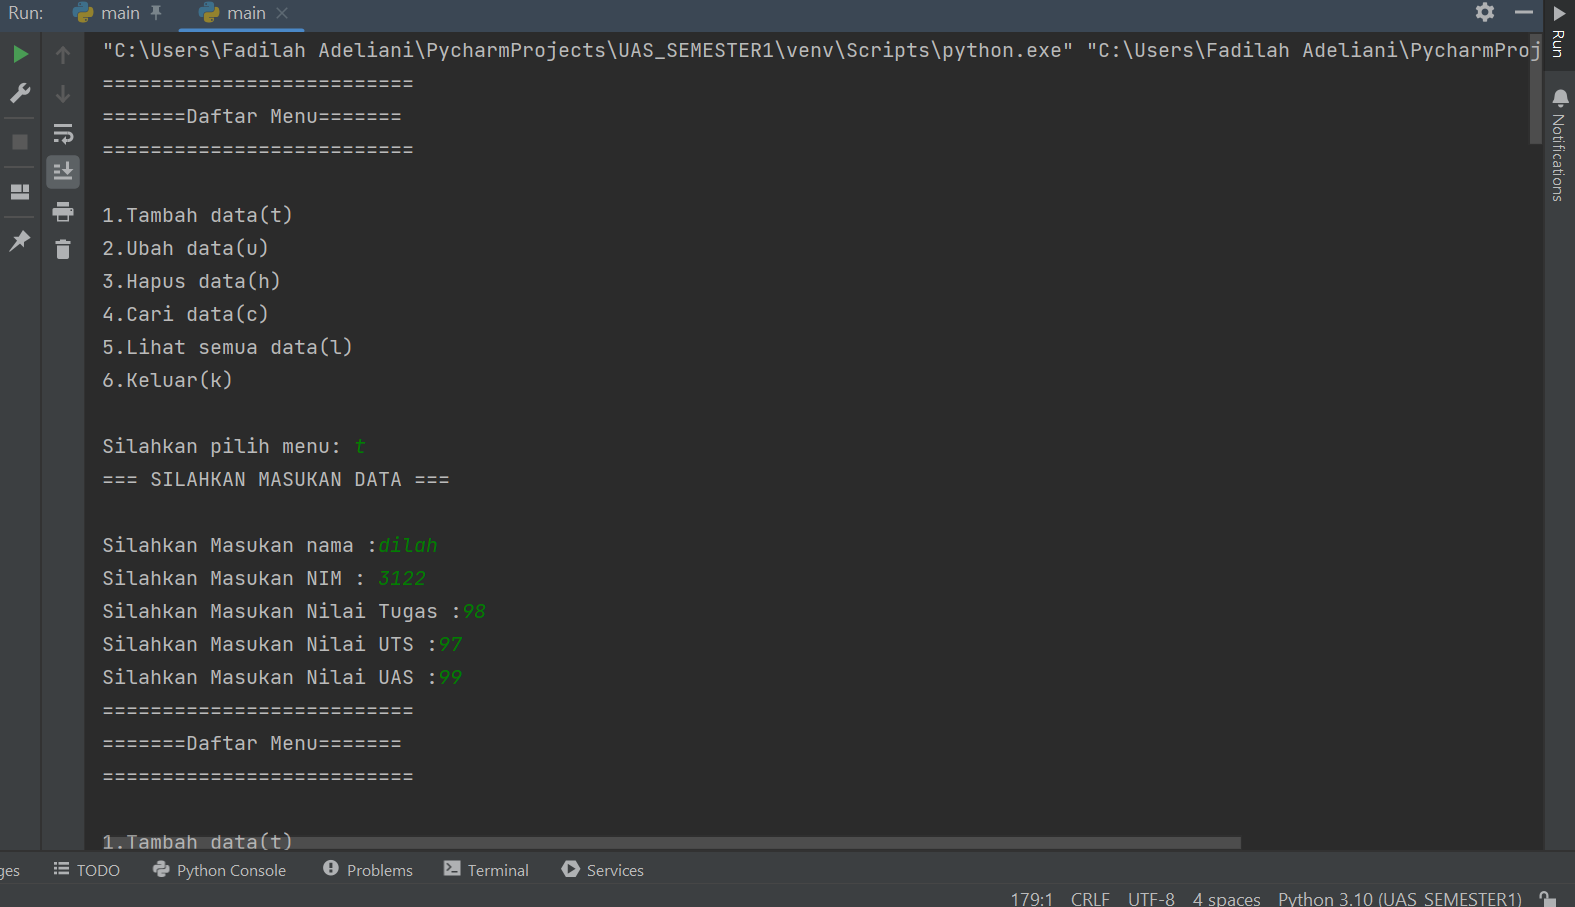 Run: main main
"C:\Users\Fadilah Adeliani\PycharmProjects\UAS_SEMESTER1\venv\Scripts\python.exe" "C:\Users\Fadilah Adeliani\PycharmProj
==========================
=======Daftar Menu=======
==========================
1.Tambah data(t)
2.Ubah data(u)
3.Hapus data(h)
4.Cari data(c)
5.Lihat semua data(l)
6.Keluar(k)
Silahkan pilih menu: t
=== SILAHKAN MASUKAN DATA ===
Silahkan Masukan nama :dilah
Silahkan Masukan NIM : 3122
Silahkan Masukan Nilai Tugas :98
Silahkan Masukan Nilai UTS :97
Silahkan Masukan Nilai UAS :99
==========================
=======Daftar Menu=======
==========================
1.Tambah data(t)
Run
Notifications
ges TODO Python Console Problems Terminal Services
179:1 CRLF UTF-8 4 spaces Python 3.10 (UAS_SEMESTER1)